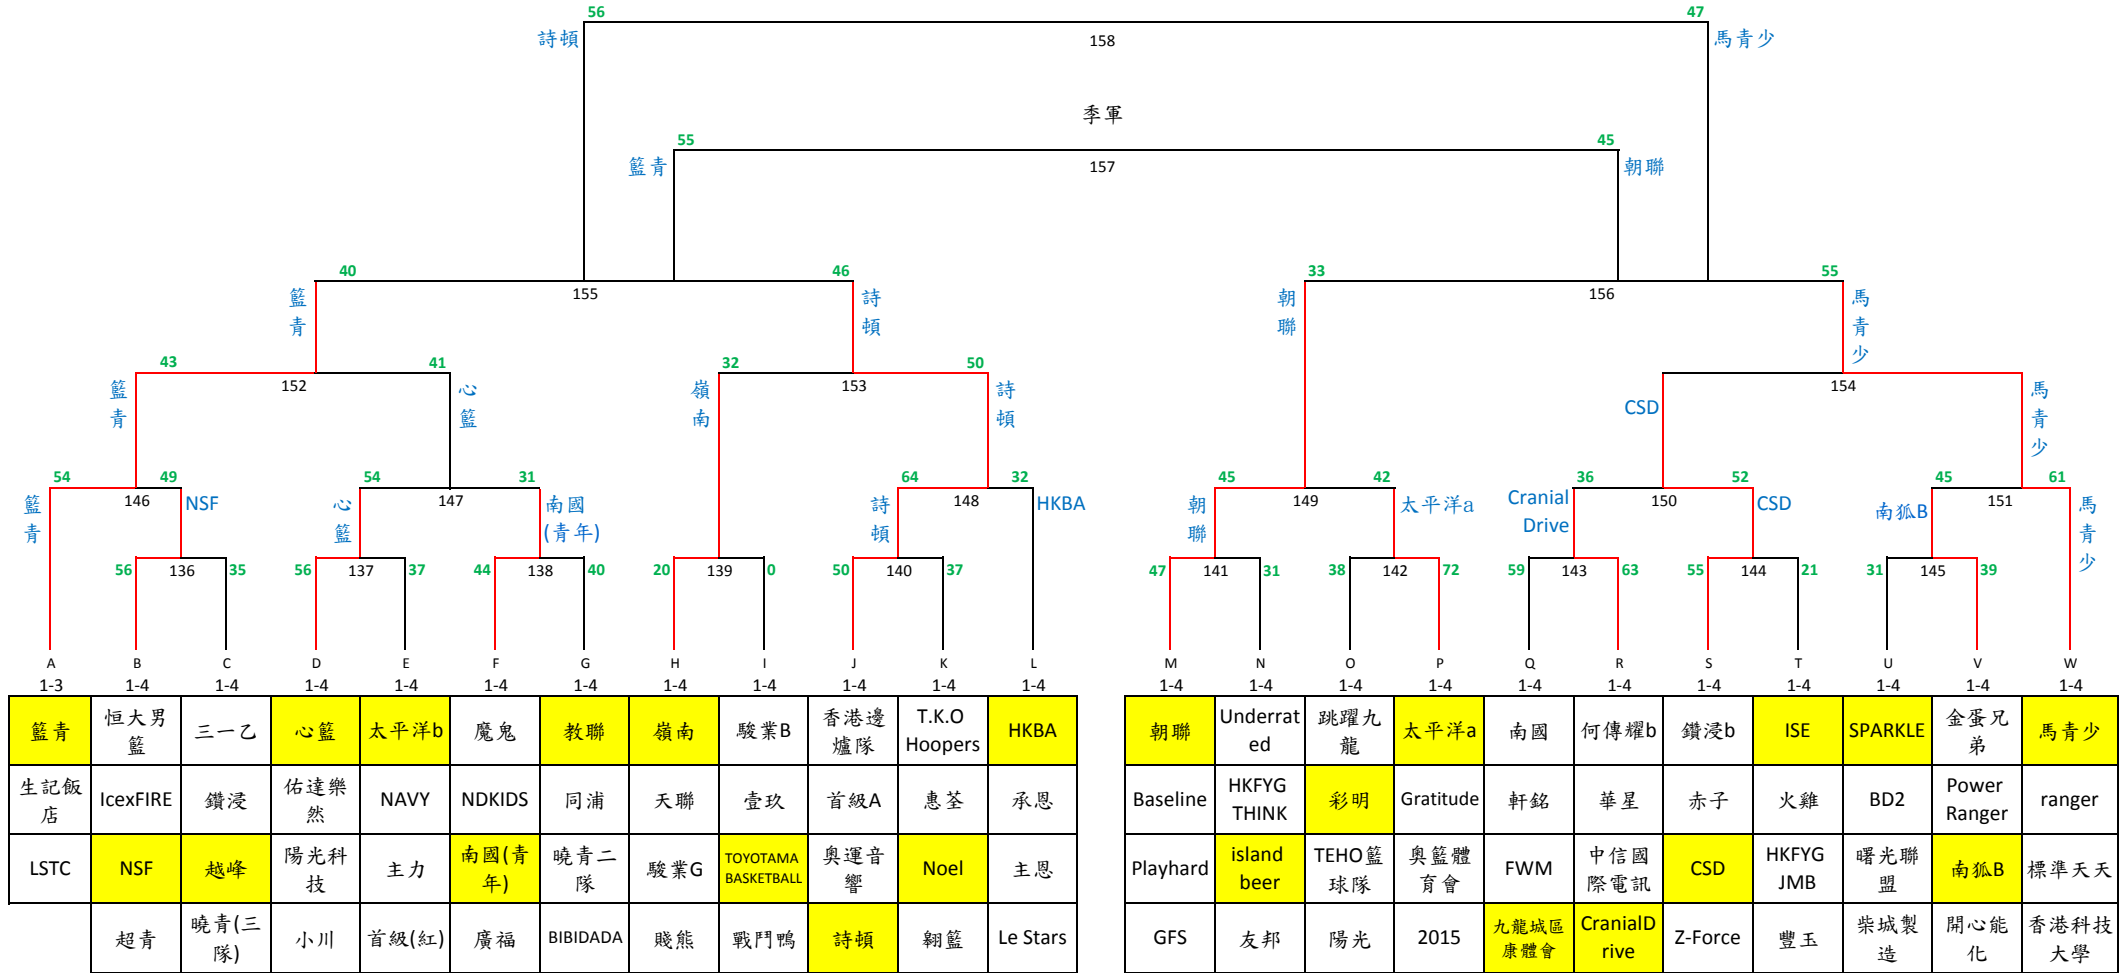 56 47
詩頓 158 馬青少
季軍
55 45
籃青 157 朝聯
40 46 33 55
籃青 155 詩頓 朝聯 156 馬青少
43 41 32 50
籃青 152 心籃 嶺南 153 詩頓 CSD 154 馬青少
54 49 54 31 64 32 45 42 36 52 45 61
籃青 146 NSF 心籃 147 南國(青年) 詩頓 148 HKBA 朝聯 149 太平洋a Cranial Drive 150 CSD 南狐B 151 馬青少
56 136 35 56 137 37 44 138 40 20 139 0 50 140 37 47 141 31 38 142 72 59 143 63 55 144 21 31 145 39
A B C D E F G H I J K L M N O P Q R S T U V W
1-3 1-4 1-4 1-4 1-4 1-4 1-4 1-4 1-4 1-4 1-4 1-4 1-4 1-4 1-4 1-4 1-4 1-4 1-4 1-4 1-4 1-4 1-4
籃青 恒大男籃 三一乙 心籃 太平洋b 魔鬼 教聯 嶺南 駿業B 香港邊爐隊 T.K.O Hoopers HKBA 朝聯 Underrated 跳躍九龍 太平洋a 南國 何傳耀b 鑽浸b ISE SPARKLE 金蛋兄弟 馬青少
生記飯店 IcexFIRE 鑽浸 佑達樂然 NAVY NDKIDS 同浦 天聯 壹玖 首級A 惠荃 承恩 Baseline HKFYG THINK 彩明 Gratitude 軒銘 華星 赤子 火雞 BD2 Power Ranger ranger
LSTC NSF 越峰 陽光科技 主力 南國(青年) 曉青二隊 駿業G TOYOTAMA BASKETBALL 奧運音響 Noel 主恩 Playhard island beer TEHO籃球隊 奧籃體育會 FWM 中信國際電訊 CSD HKFYG JMB 曙光聯盟 南狐B 標準天天
超青 曉青(三隊) 小川 首級(紅) 廣福 BIBIDADA 賤熊 戰鬥鴨 詩頓 翱籃 Le Stars GFS 友邦 陽光 2015 九龍城區康體會 CranialDrive Z-Force 豐玉 柴城製造 開心能化 香港科技大學